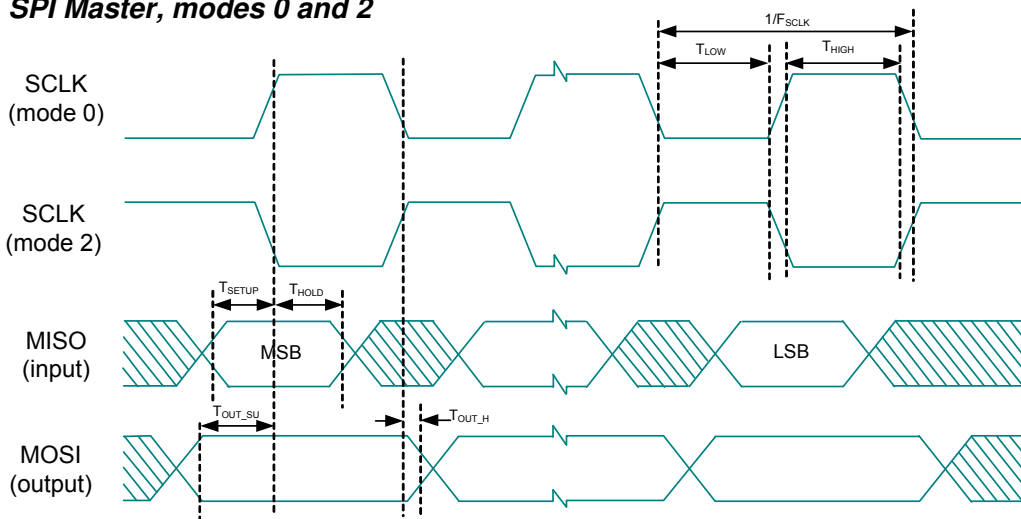 SPI Master, modes 0 and 2
1/FSCLK
TLOW
THIGH
SCLK
(mode 0)
SCLK
(mode 2)
TSETUP
THOLD
MISO
(input)
MSB
LSB
TOUT_SU
TOUT_H
MOSI
(output)